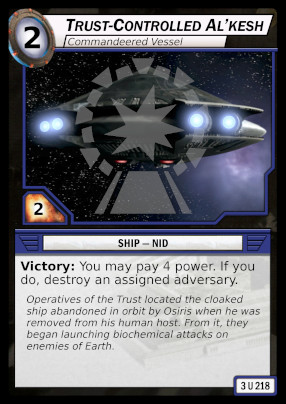 2
TRUST-CONTROLLED AL'KESH
Commandeered Vessel
2
SHIP – NID
Victory: You may pay 4 power. If you
do, destroy an assigned adversary.
Operatives of the Trust located the cloaked
ship abandoned in orbit by Osiris when he was
removed from his human host. From it, they
began launching biochemical attacks on
enemies of Earth.
3 U 218